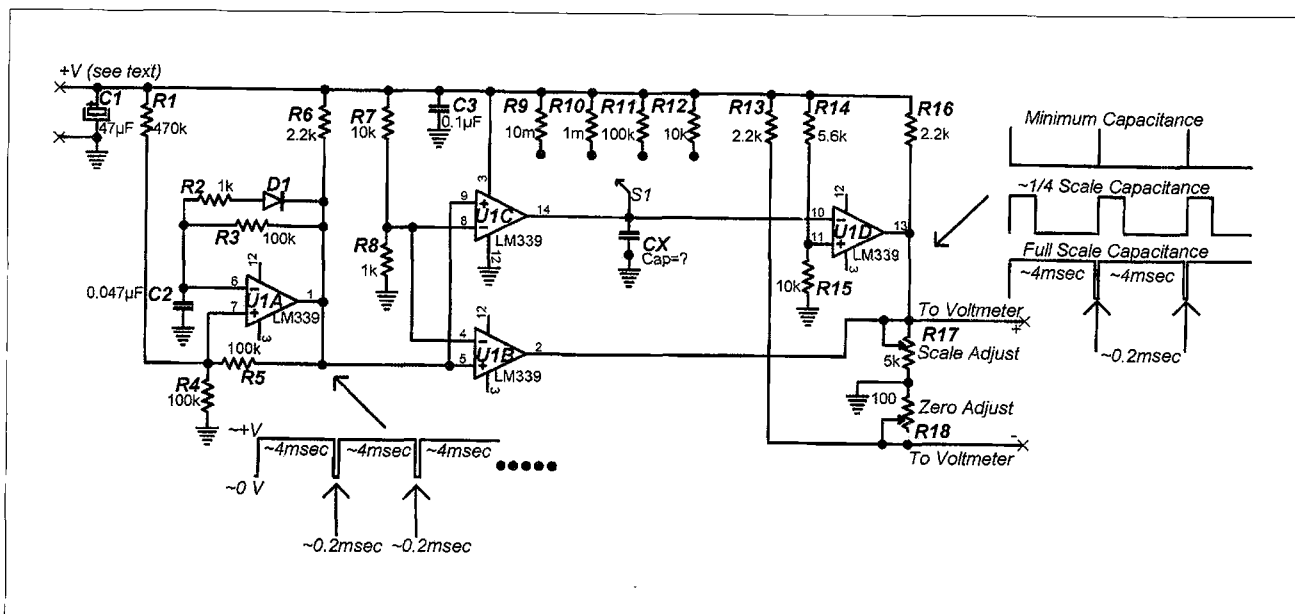 +V (see text)
C1
47µF
R1
470k
R2
1k
D1
R3
100k
R6
2.2k
R7
10k
C3
0.1µF
R8
1k
R9
10m
R10
1m
R11
100k
R12
10k
R13
2.2k
R14
5.6k
R16
2.2k
3
9
8
U1C
14
LM339
12
S1
CX
Cap=?
12
10
11
U1D
13
LM339
3
10k
R15
0.047µF
C2
12
6
7
U1A
1
LM339
3
100k
R5
R4
100k
12
4
5
U1B
2
LM339
3
To Voltmeter
+
R17
Scale Adjust
5k
100
Zero Adjust
R18
-
To Voltmeter
Minimum Capacitance
~1/4 Scale Capacitance
Full Scale Capacitance
~4msec
~4msec
~0.2msec
~+V
~4msec
~4msec
~4msec
~0 V
~0.2msec
~0.2msec